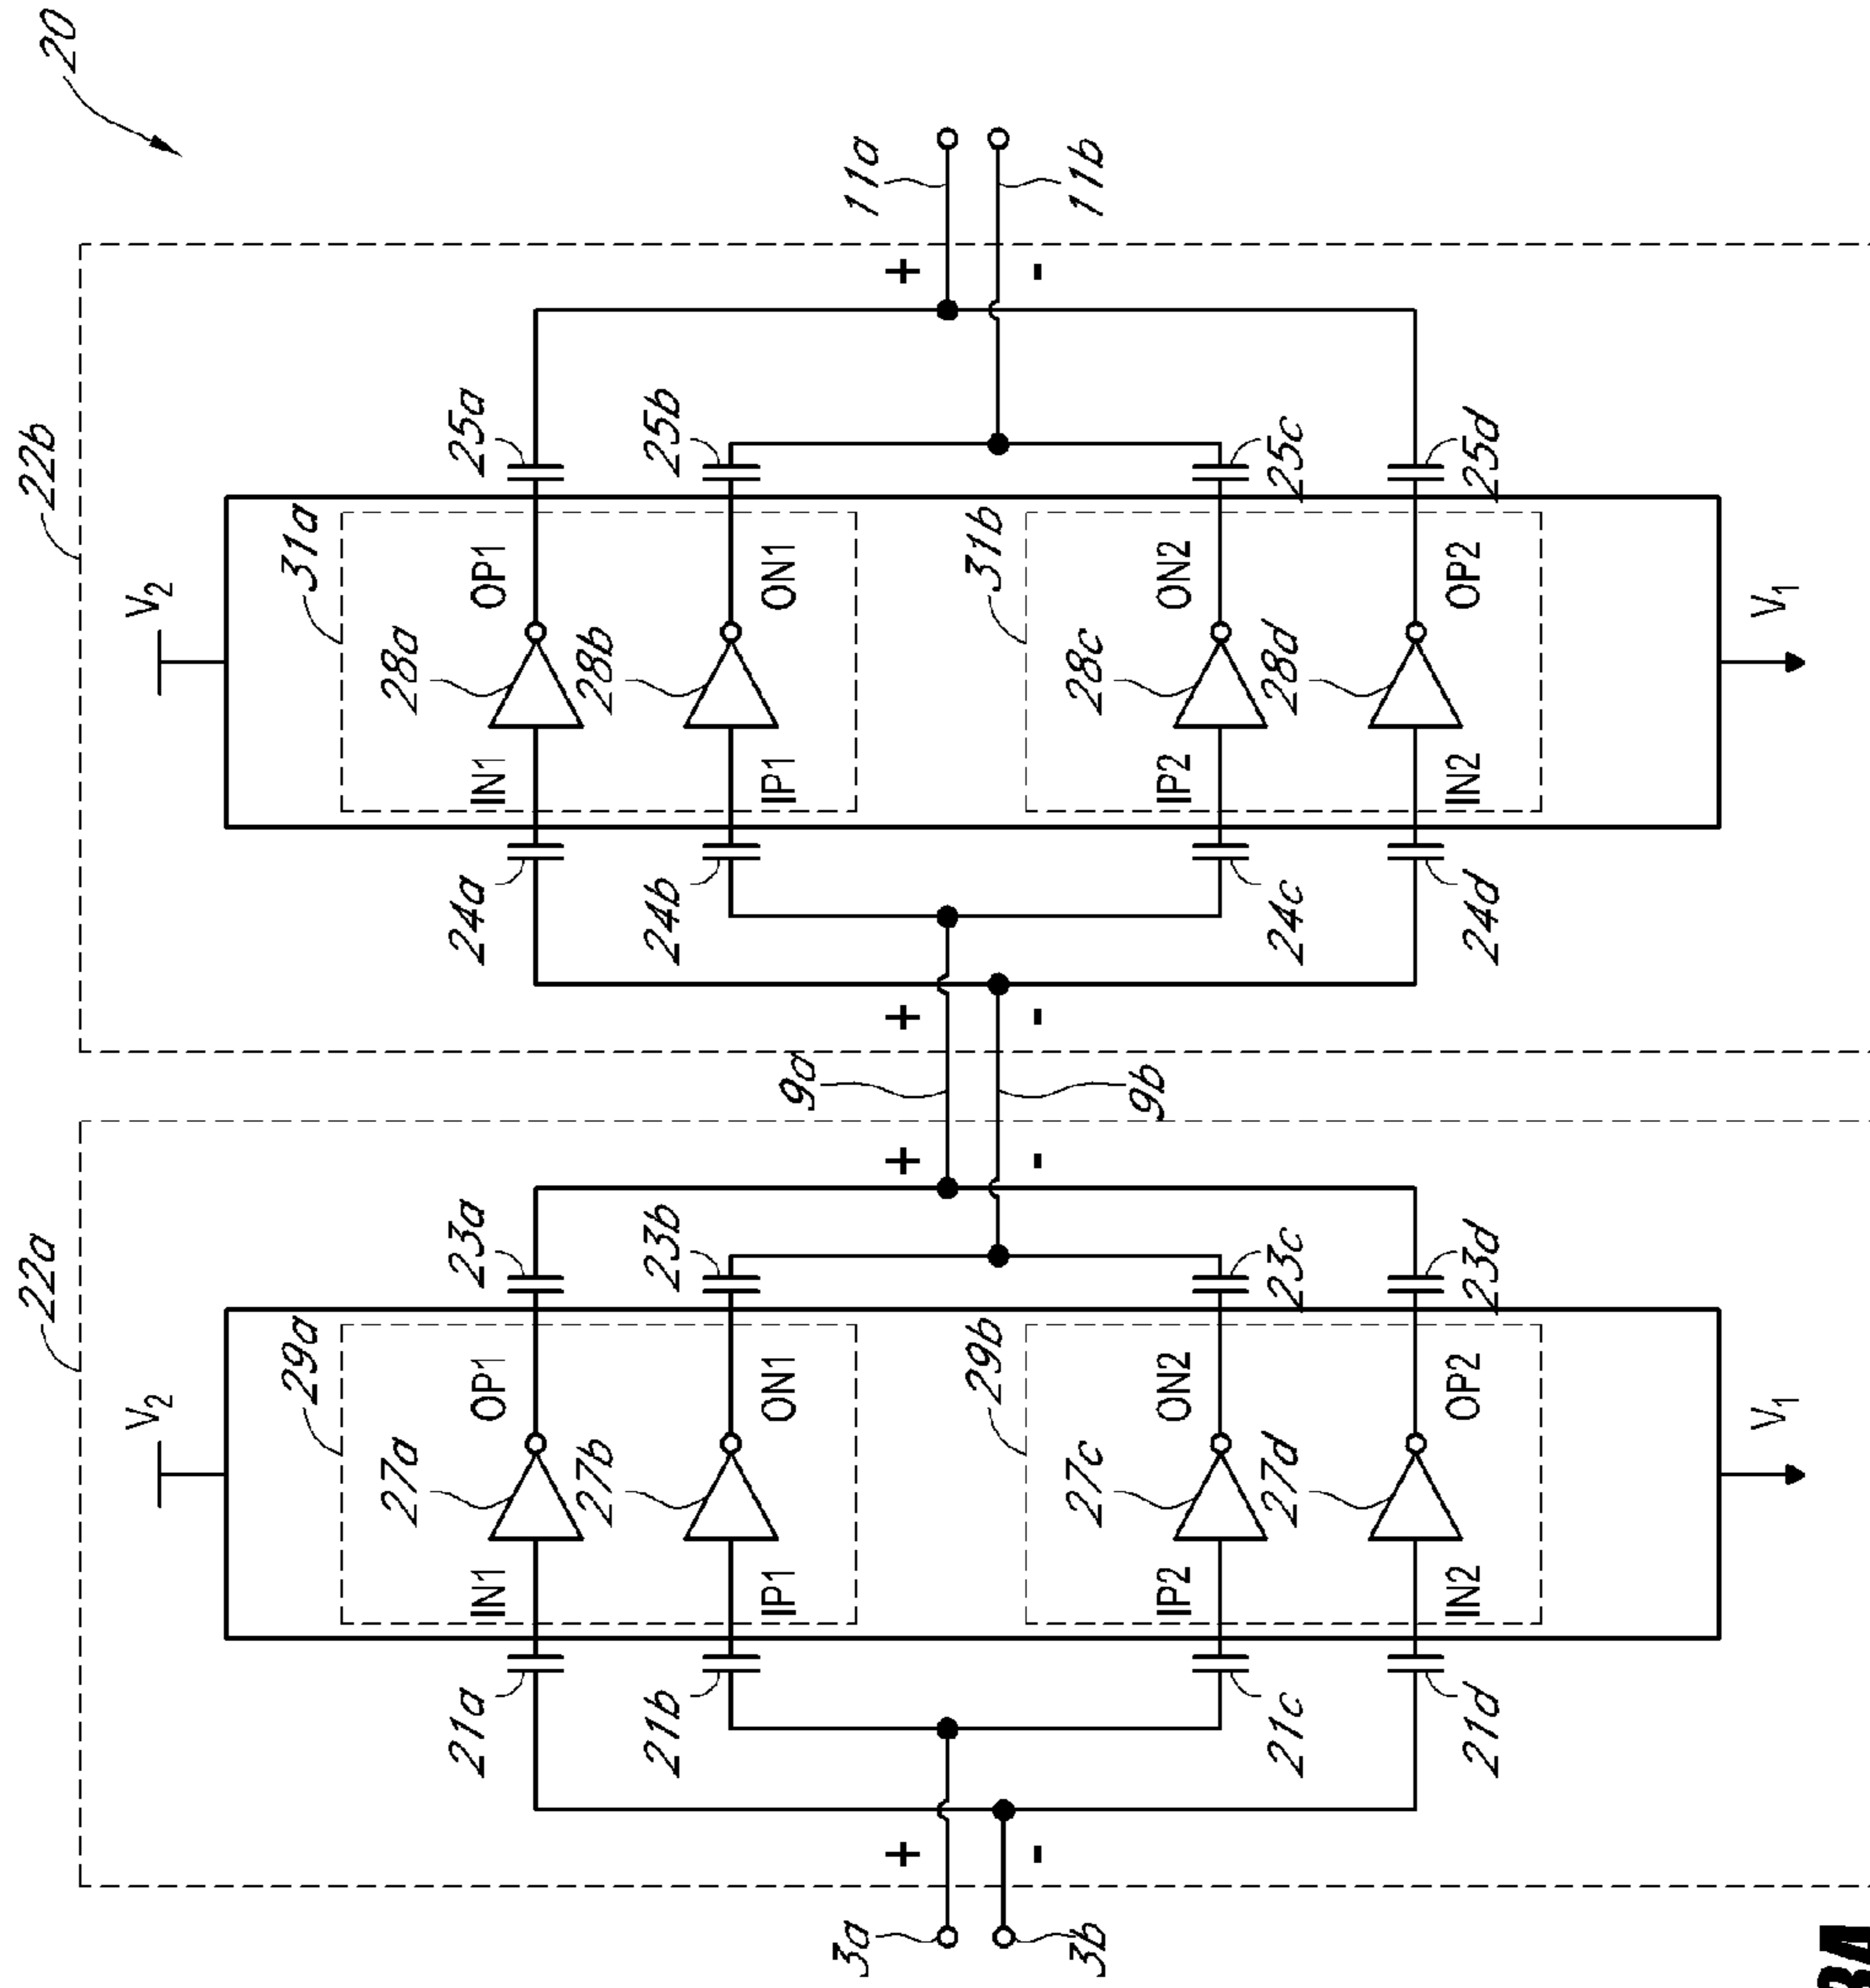 22a 22b 20
V2 V2
29a 31a
27a 28a
21a IN1 OP1 23a 24a IN1 OP1 25a
27b 28b
21b 23b 24b 25b
IP1 ON1 9a IP1 ON1
3a 11a
+ + + +
29b 31b
- - - -
3b 27c 28c 11b
9b
IP2 ON2 IP2 ON2
21c 27d 23c 24c 28d 25c
21d IN2 OP2 23d 24d IN2 OP2 25d
V1 V1